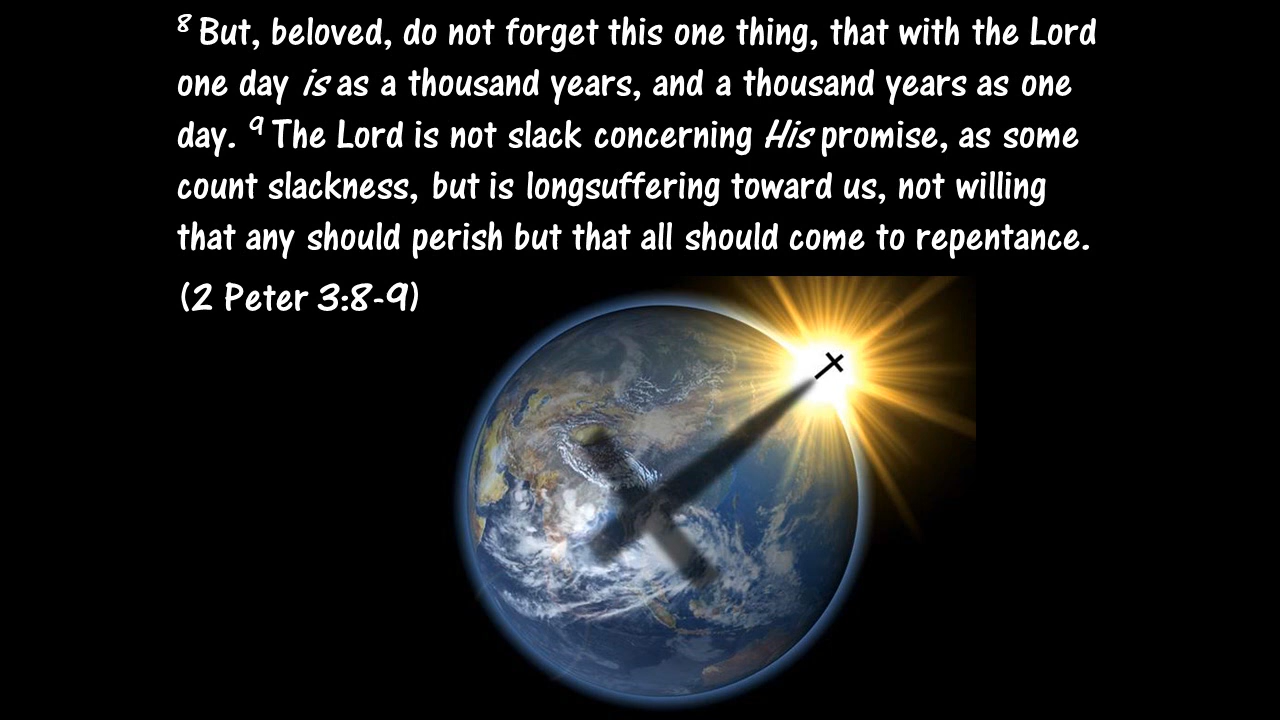 8 But, beloved, do not forget this one thing, that with the Lord
one day is as a thousand years, and a thousand years as one
day. 9 The Lord is not slack concerning His promise, as some
count slackness, but is longsuffering toward us, not willing
that any should perish but that all should come to repentance.
(2 Peter 3:8-9)